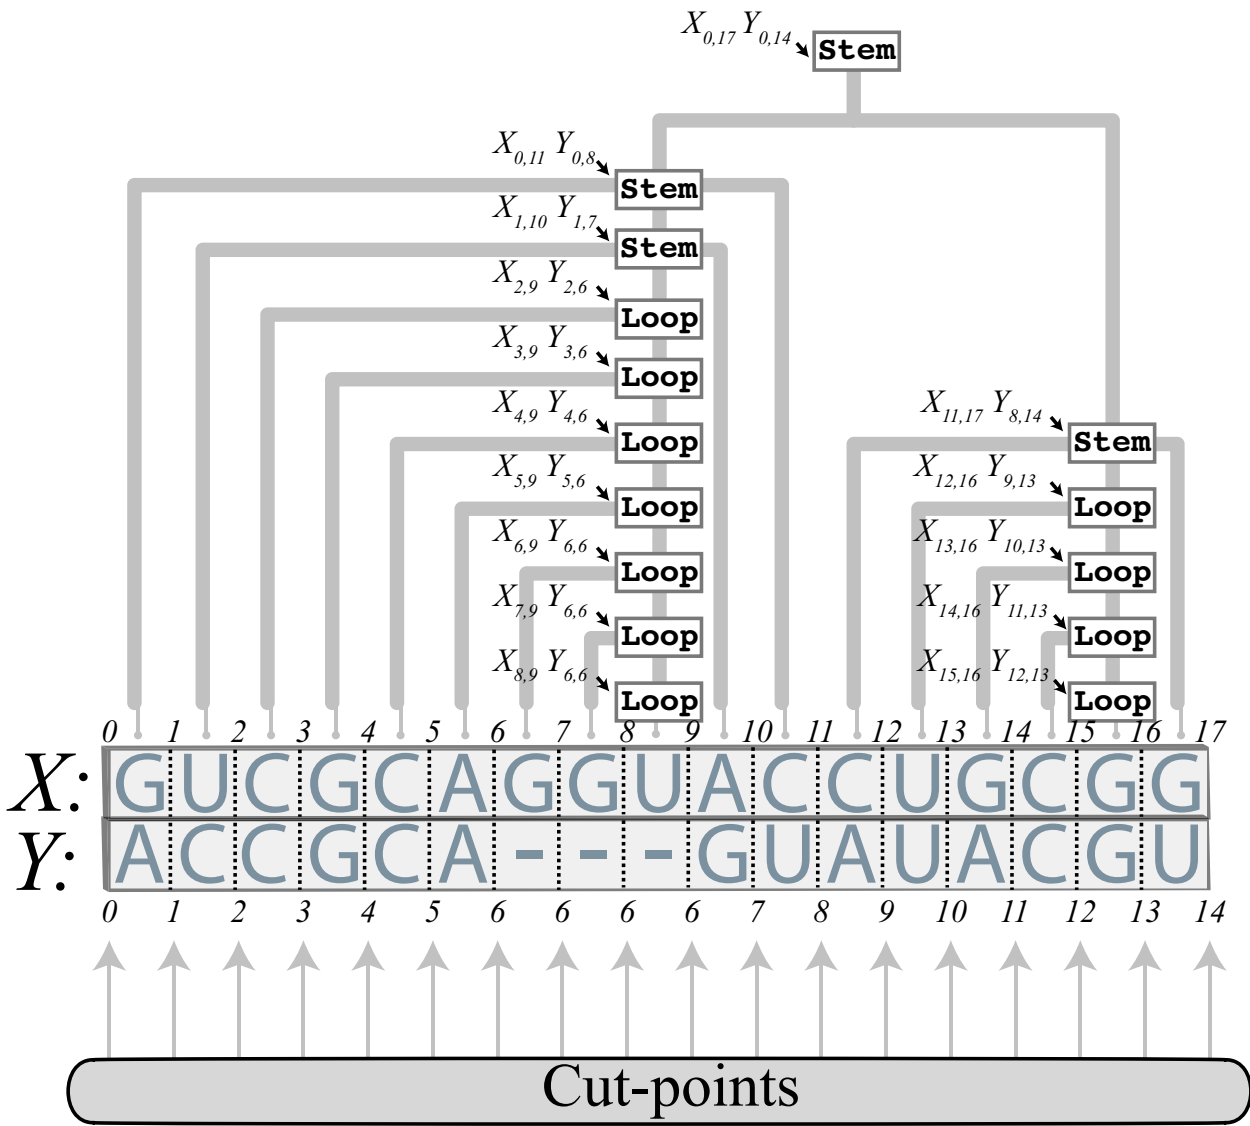 X0,17 Y0,14
Stem
X0,11 Y0,8
Stem
X1,10 Y1,7
Stem
X2,9 Y2,6
Loop
X3,9 Y3,6
Loop
X4,9 Y4,6
Loop
X5,9 Y5,6
Loop
X6,9 Y6,6
Loop
X7,9 Y6,6
Loop
X8,9 Y6,6
Loop
X11,17 Y8,14
Stem
X12,16 Y9,13
Loop
X13,16 Y10,13
Loop
X14,16 Y11,13
Loop
X15,16 Y12,13
Loop
0 1 2 3 4 5 6 7 8 9 10 11 12 13 14 15 16 17
X: G U C G C A G G U A C C U G C G G
Y: A C C G C A - - - G U A U A C G U
0 1 2 3 4 5 6 6 6 6 7 8 9 10 11 12 13 14
Cut-points